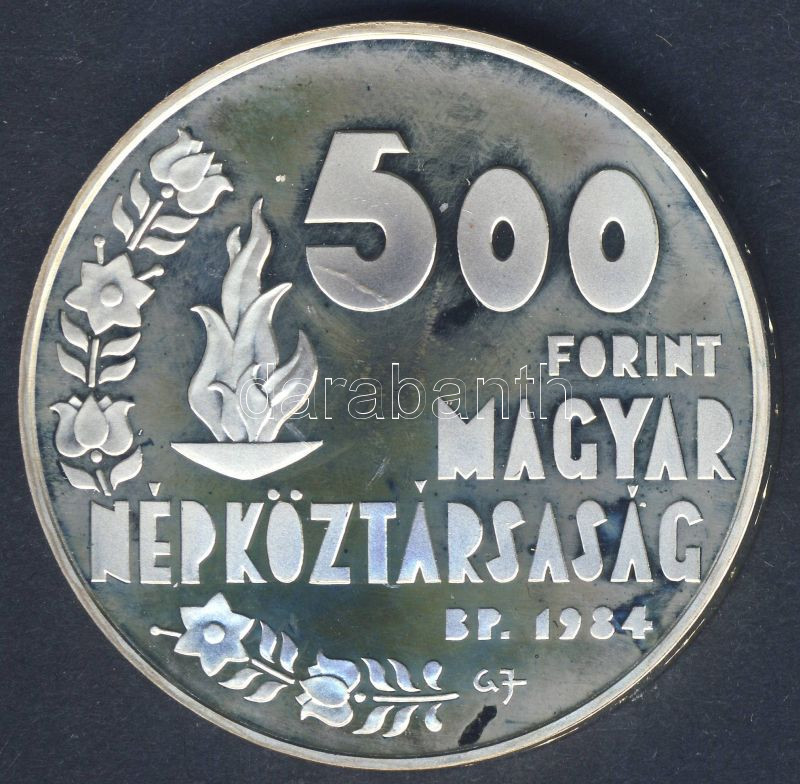 500
FORINT
darabanth
MAGYAR
NÉPKÖZTÁRSASÁG
BP. 1984
GJ